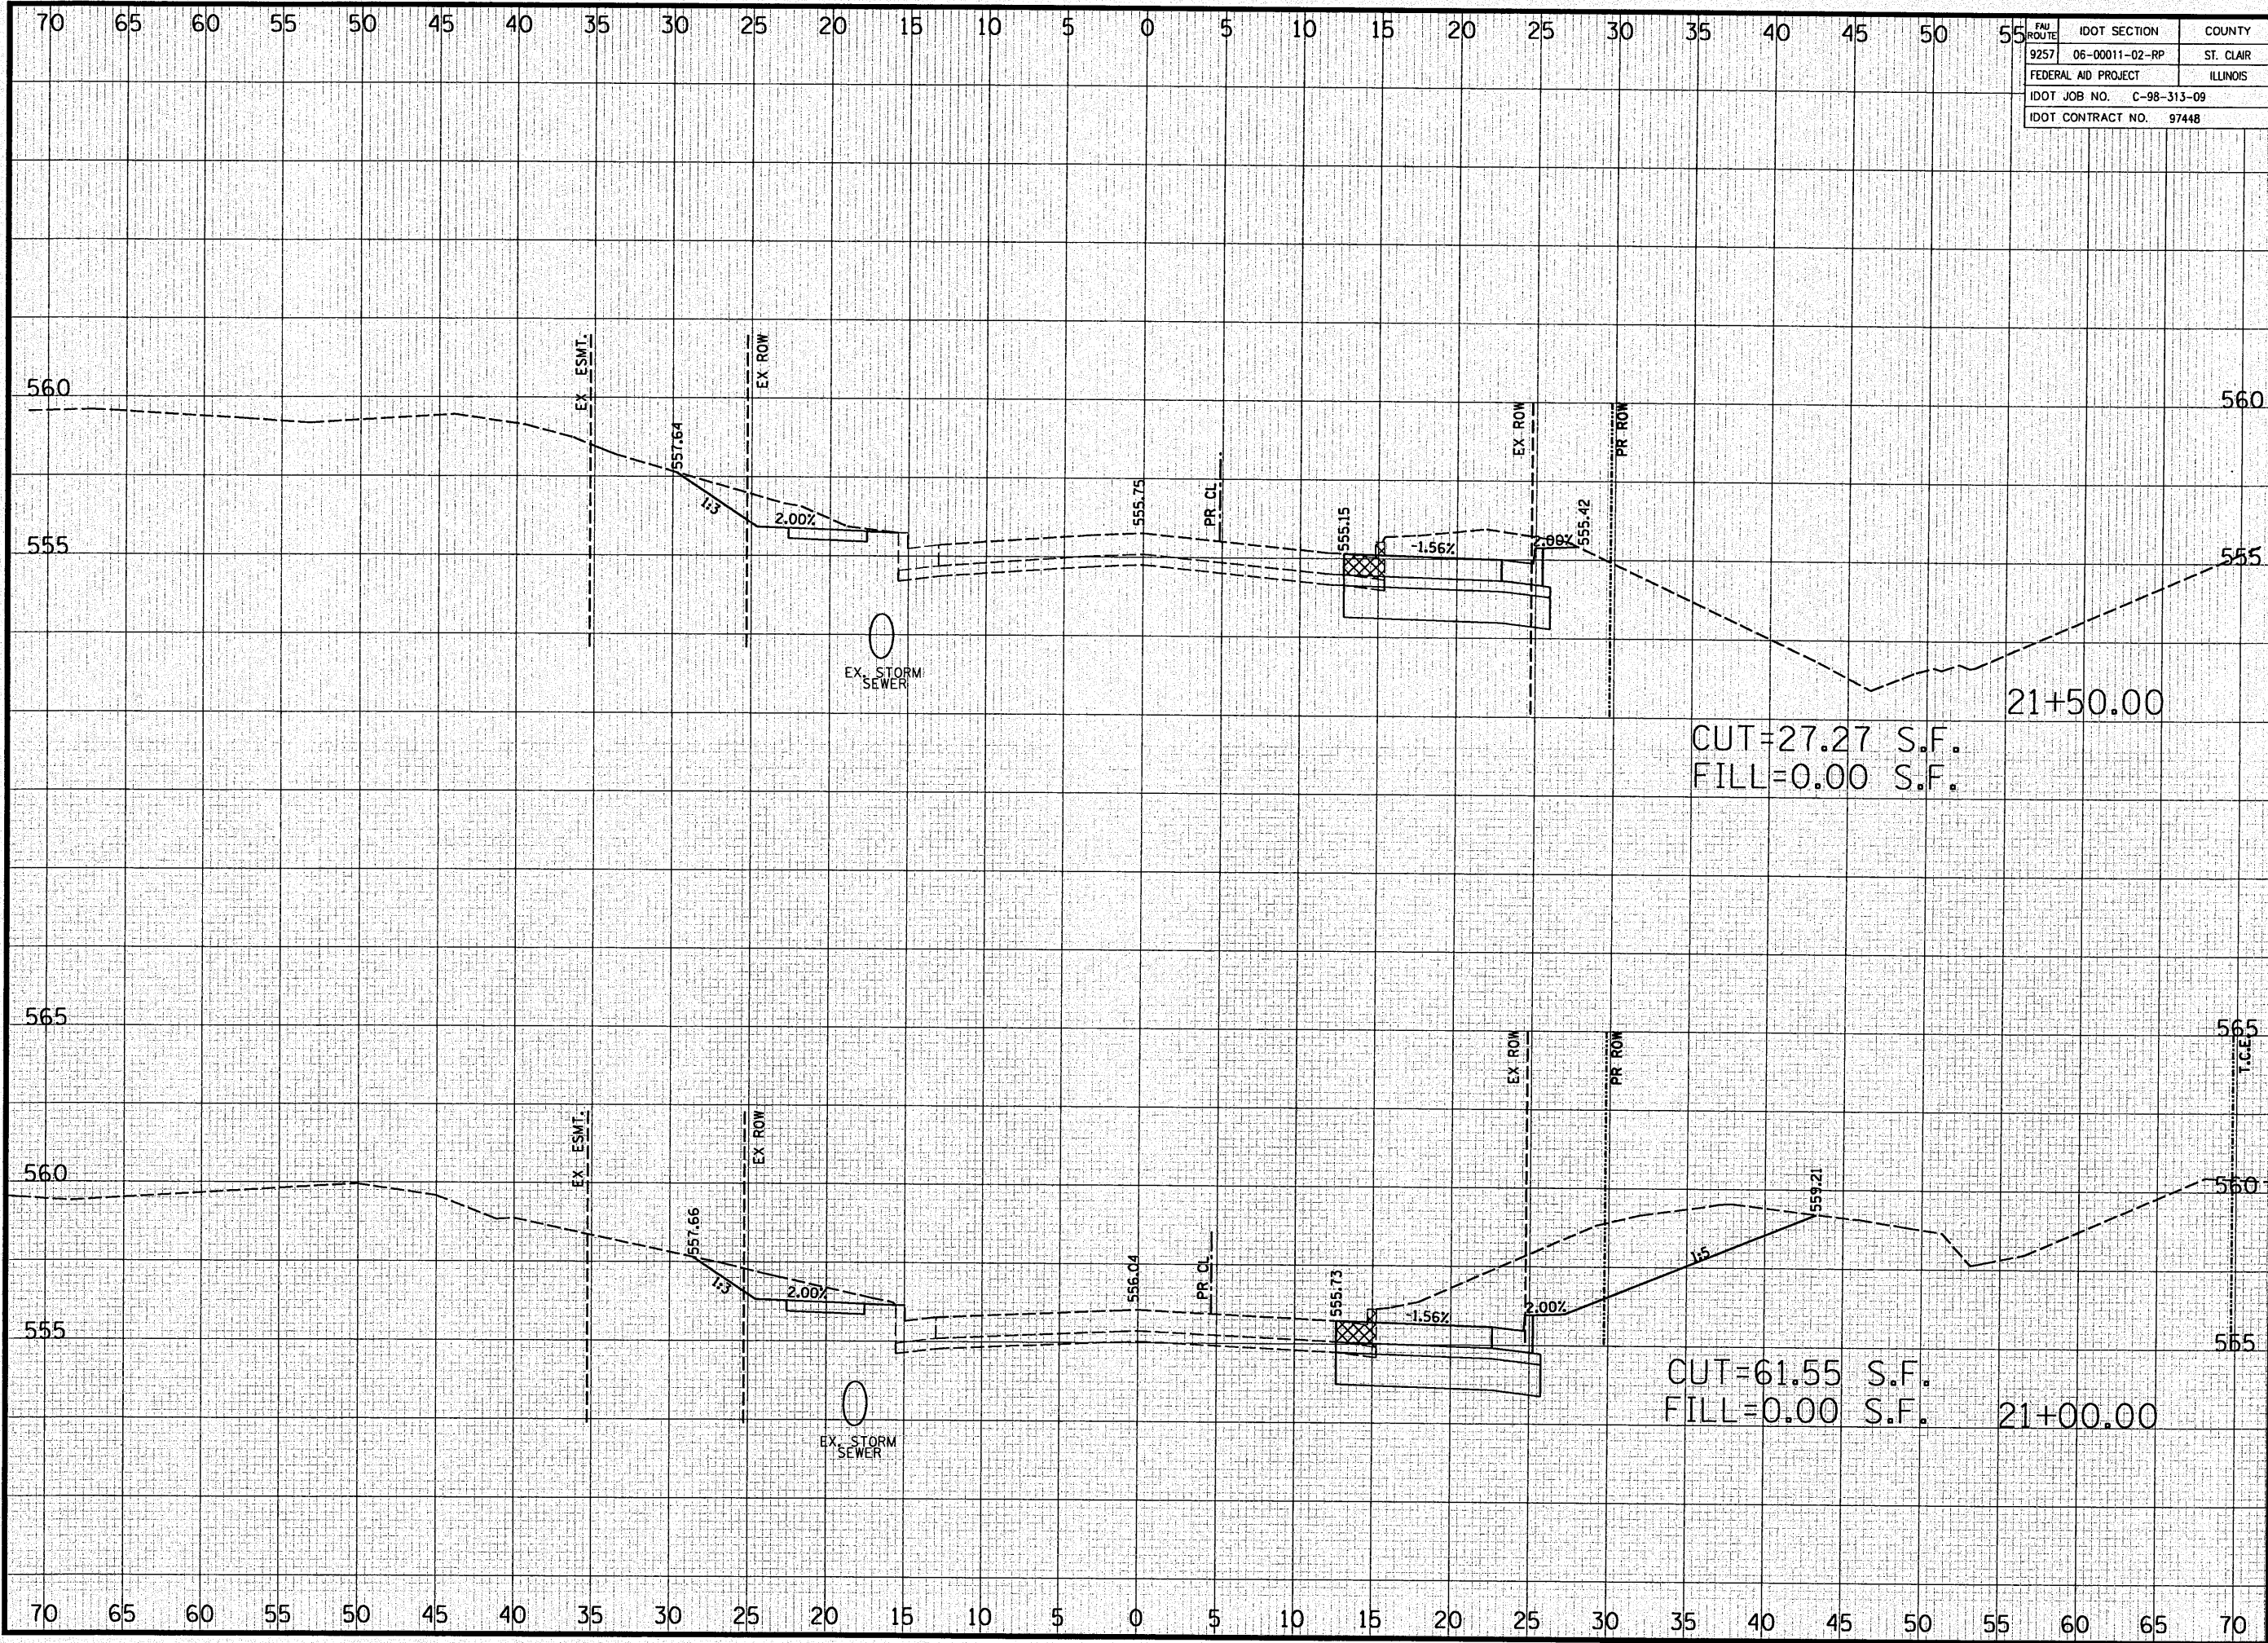 70 65 60 55 50 45 40 35 30 25 20 15 10 5 0 5 10 15 20 25 30 35 40 45 50 55
FAU ROUTE IDOT SECTION COUNTY
9257 06-00011-02-RP ST. CLAIR
FEDERAL AID PROJECT ILLINOIS
IDOT JOB NO. C-98-313-09
IDOT CONTRACT NO. 97448
EX ESMT.
EX ROW
560
560
557.64
EX ROW
PR ROW
555.75
PR CL
555.15
555.42
1:3
2.00%
-1.56%
2.00%
555
555
EX. STORM
SEWER
21+50.00
CUT=27.27 S.F.
FILL=0.00 S.F.
565
565
EX ROW
PR ROW
T.C.E.
EX ESMT.
EX ROW
560
560
557.66
559.21
556.04
PR CL
555.73
1:3
2.00%
-1.56%
2.00%
1:5
555
555
CUT=61.55 S.F.
FILL=0.00 S.F. 21+00.00
EX. STORM
SEWER
70 65 60 55 50 45 40 35 30 25 20 15 10 5 0 5 10 15 20 25 30 35 40 45 50 55 60 65 70